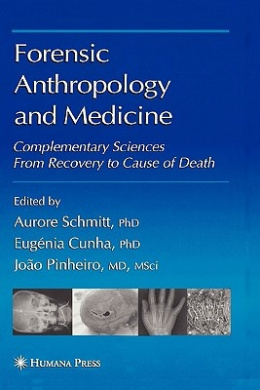 Forensic
Anthropology
and Medicine
Complementary Sciences
From Recovery to Cause of Death
Edited by
Aurore Schmitt, PhD
Eugénia Cunha, PhD
João Pinheiro, MD, MSci
HUMANA PRESS